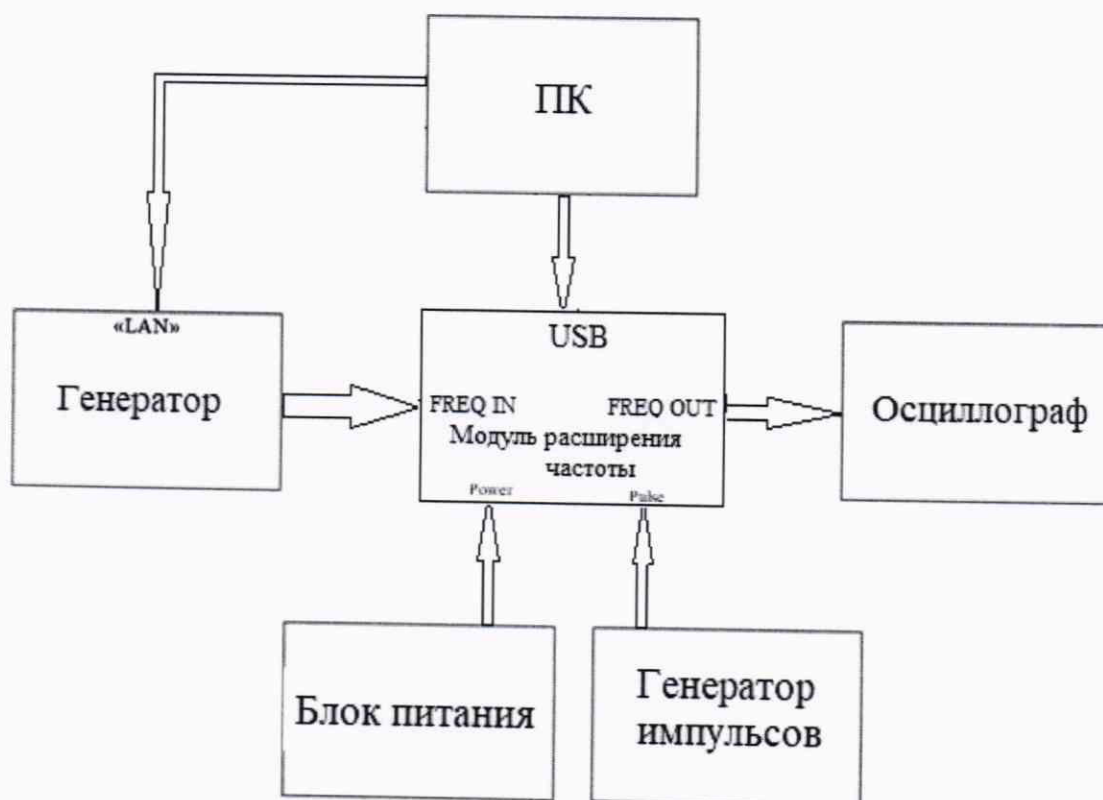 ПК
«LAN»
Генератор
USB
FREQ IN
FREQ OUT
Модуль расширения
частоты
Power
Pulse
Осциллограф
Блок питания
Генератор
импульсов